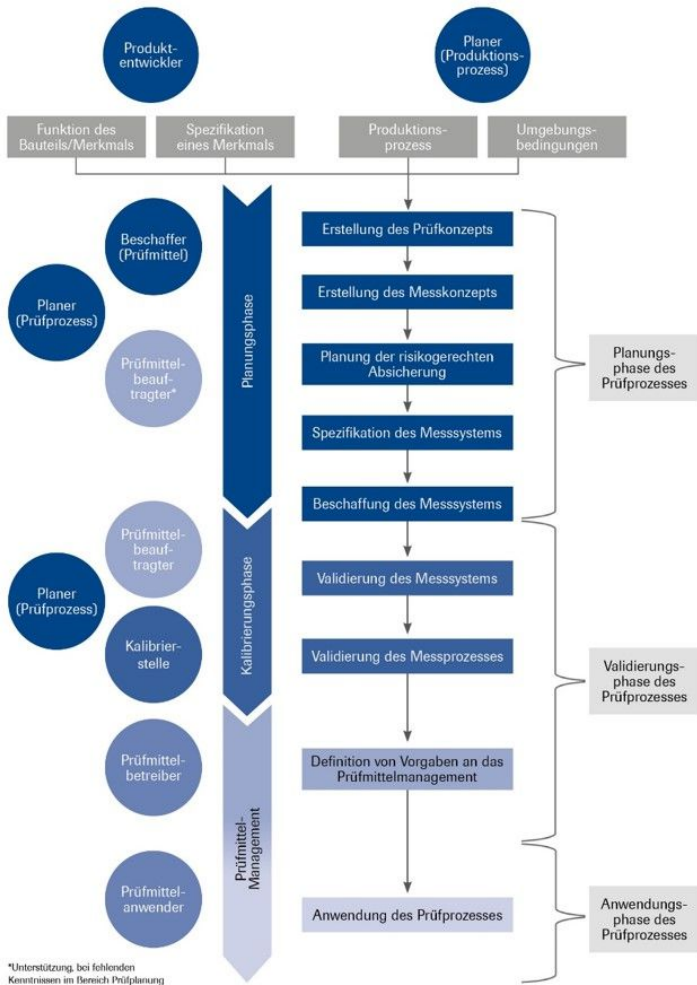 Produkt-
entwickler
Planer
(Produktions-
prozess)
Funktion des
Bauteils/Merkmals
Spezifikation
eines Merkmals
Produktions-
prozess
Umgebungs-
bedingungen
Beschaffer
(Prüfmittel)
Planer
(Prüfprozess)
Prüfmittel-
beauf-
tragter*
Planungsphase
Erstellung des Prüfkonzepts
Erstellung des Messkonzepts
Planung der risikogerechten
Absicherung
Spezifikation des Messsystems
Beschaffung des Messsystems
Planungs-
phase des
Prüfprozesses
Prüfmittel-
beauf-
tragter
Planer
(Prüfprozess)
Kalibrier-
stelle
Kalibrierungsphase
Validierung des Messsystems
Validierung des Messprozesses
Validierungs-
phase des
Prüfprozesses
Prüfmittel-
betreiber
Prüfmittel-
anwender
Prüfmittel-
Management
Definition von Vorgaben an das
Prüfmittelmanagement
Anwendung des Prüfprozesses
Anwendungs-
phase des
Prüfprozesses
*Unterstützung, bei fehlenden
Kenntnissen im Bereich Prüfplanung